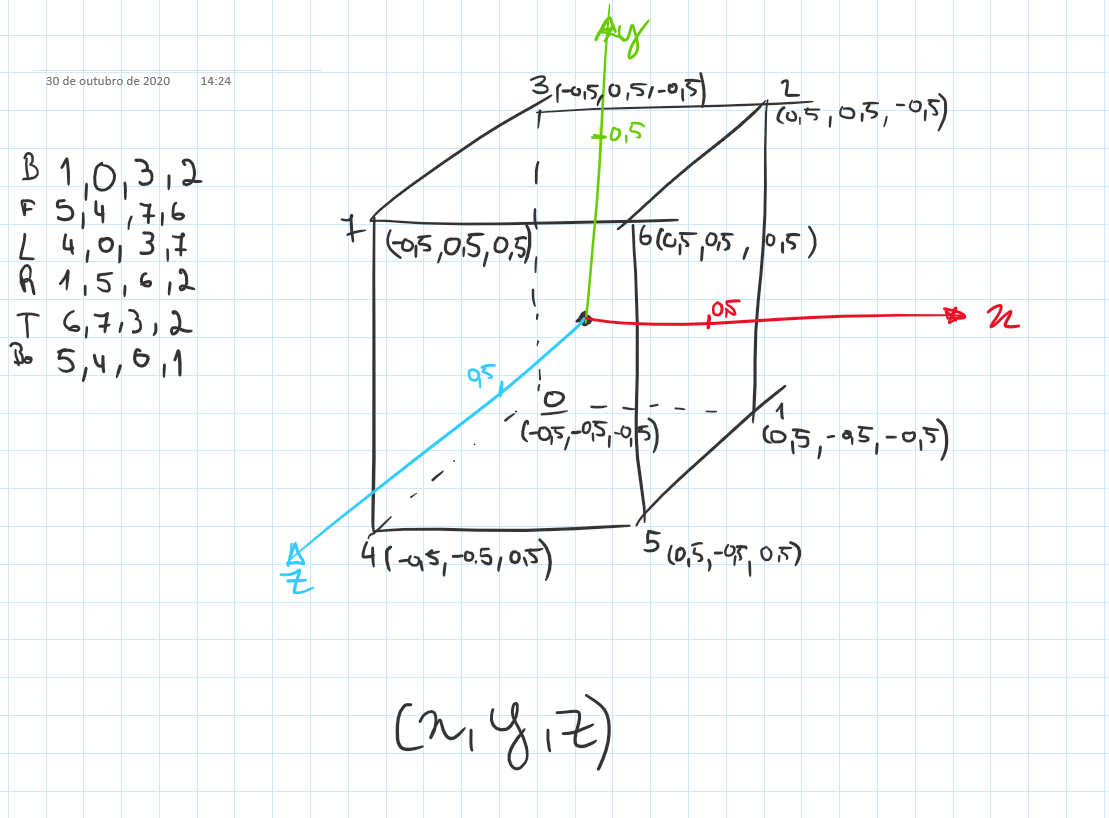 y
30 de outubro de 2020 14:24
3 (-0,5, 0,5, -0,5)
2
(0,5, 0,5, -0,5)
0,5
B 1,0,3,2
F 5,4,7,6
L 4,0,3,7
R 1,5,6,2
T 6,7,3,2
Bo 5,4,0,1
7
(-0,5,0,5,0,5)
6 (0,5,0,5, 0,5)
0,5
x
0,5
0
(-0,5,-0,5,-0,5)
1
(0,5,-0,5,-0,5)
4 (-0,5,-0.5,0,5)
5 (0,5,-0,5,0,5)
z
(x,y,z)